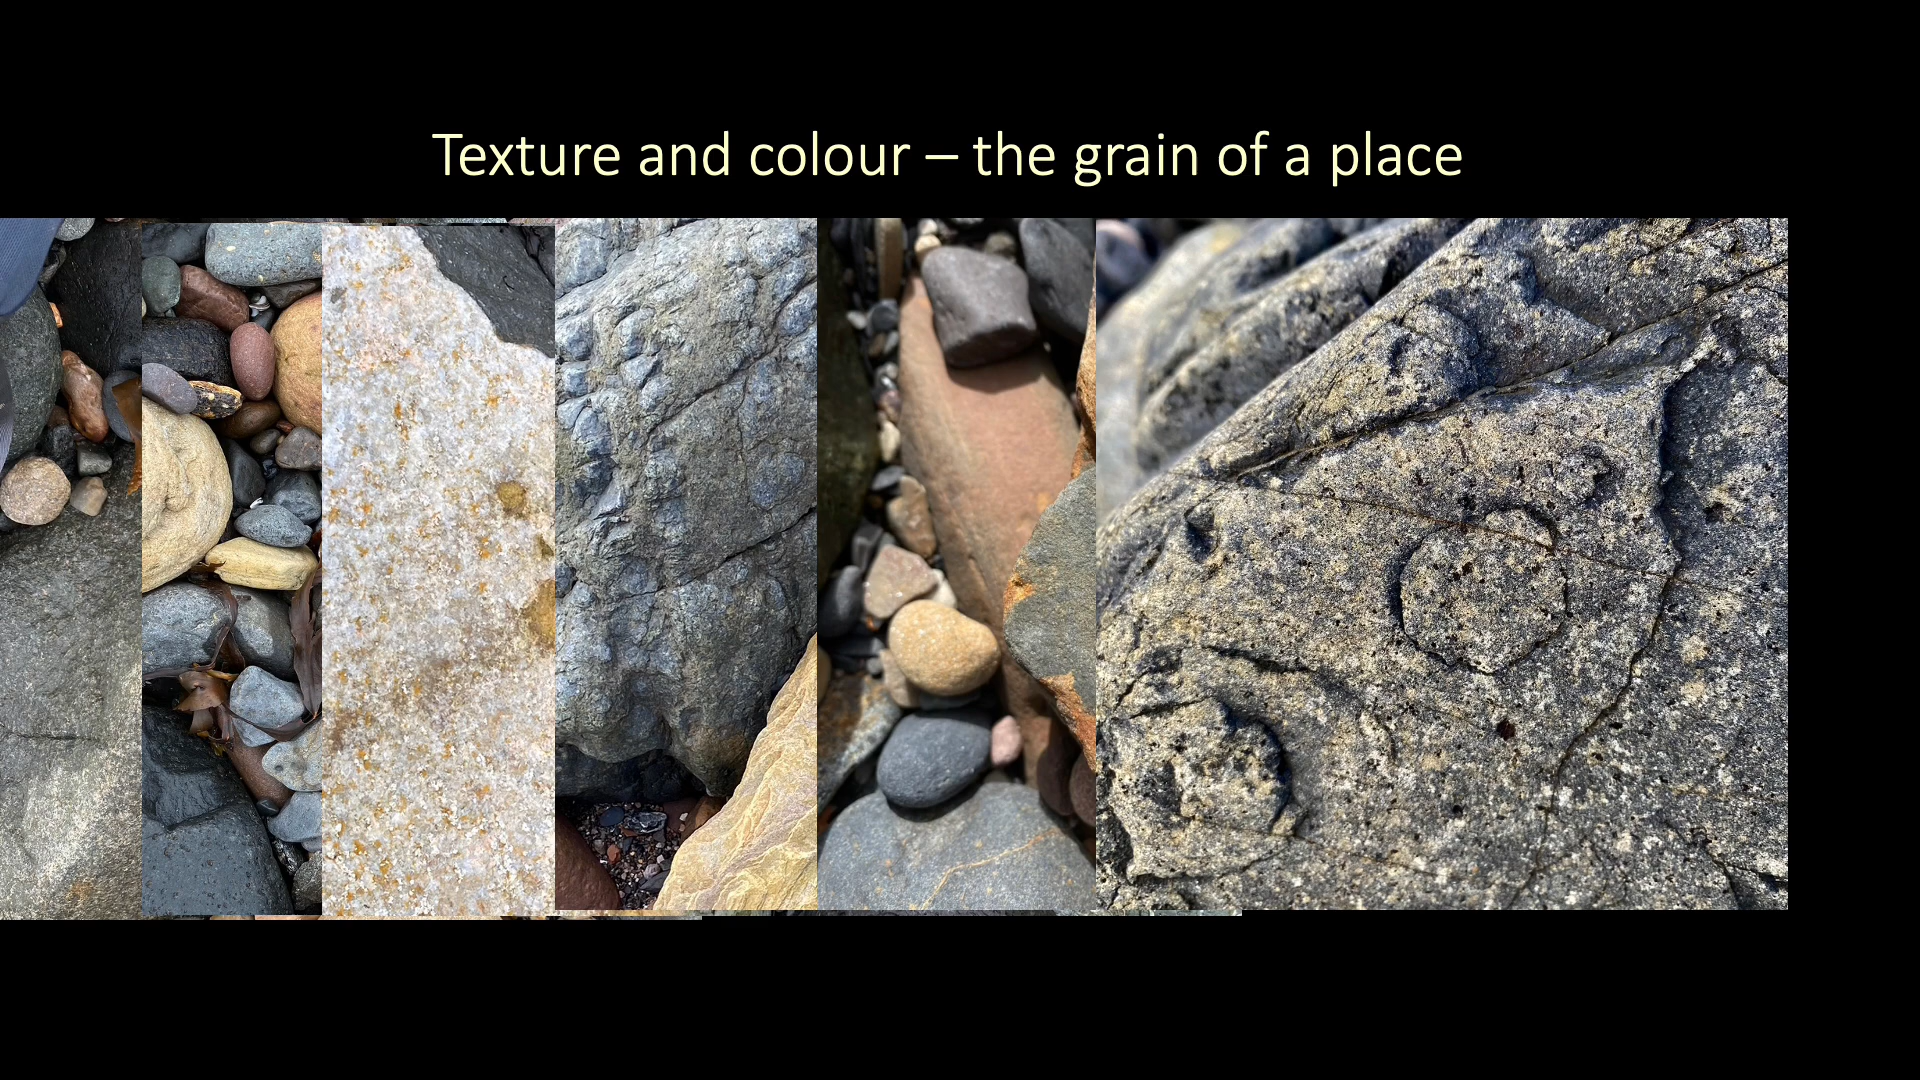 Texture and colour – the grain of a place